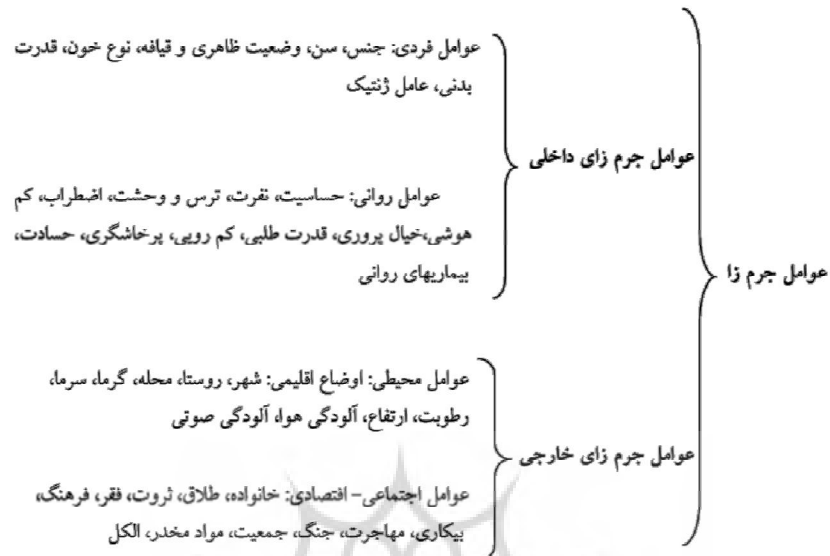 عوامل جرم زا
عوامل جرم زای داخلی
عوامل فردی: جنس، سن، وضعیت ظاهری و قیافه، نوع خون، قدرت
بدنی، عامل ژنتیک
عوامل روانی: حساسیت، نفرت، ترس و وحشت، اضطراب، کم
هوشی،خیال پروری، قدرت طلبی، کم رویی، پرخاشگری، حسادت،
بیماریهای روانی
عوامل جرم زای خارجی
عوامل محیطی: اوضاع اقلیمی: شهر، روستا، محله، گرما، سرما،
رطوبت، ارتفاع، آلودگی هوا، آلودگی صوتی
عوامل اجتماعی- اقتصادی: خانواده، طلاق، ثروت، فقر، فرهنگ،
بیکاری، مهاجرت، جنگ، جمعیت، مواد مخدر، الکل